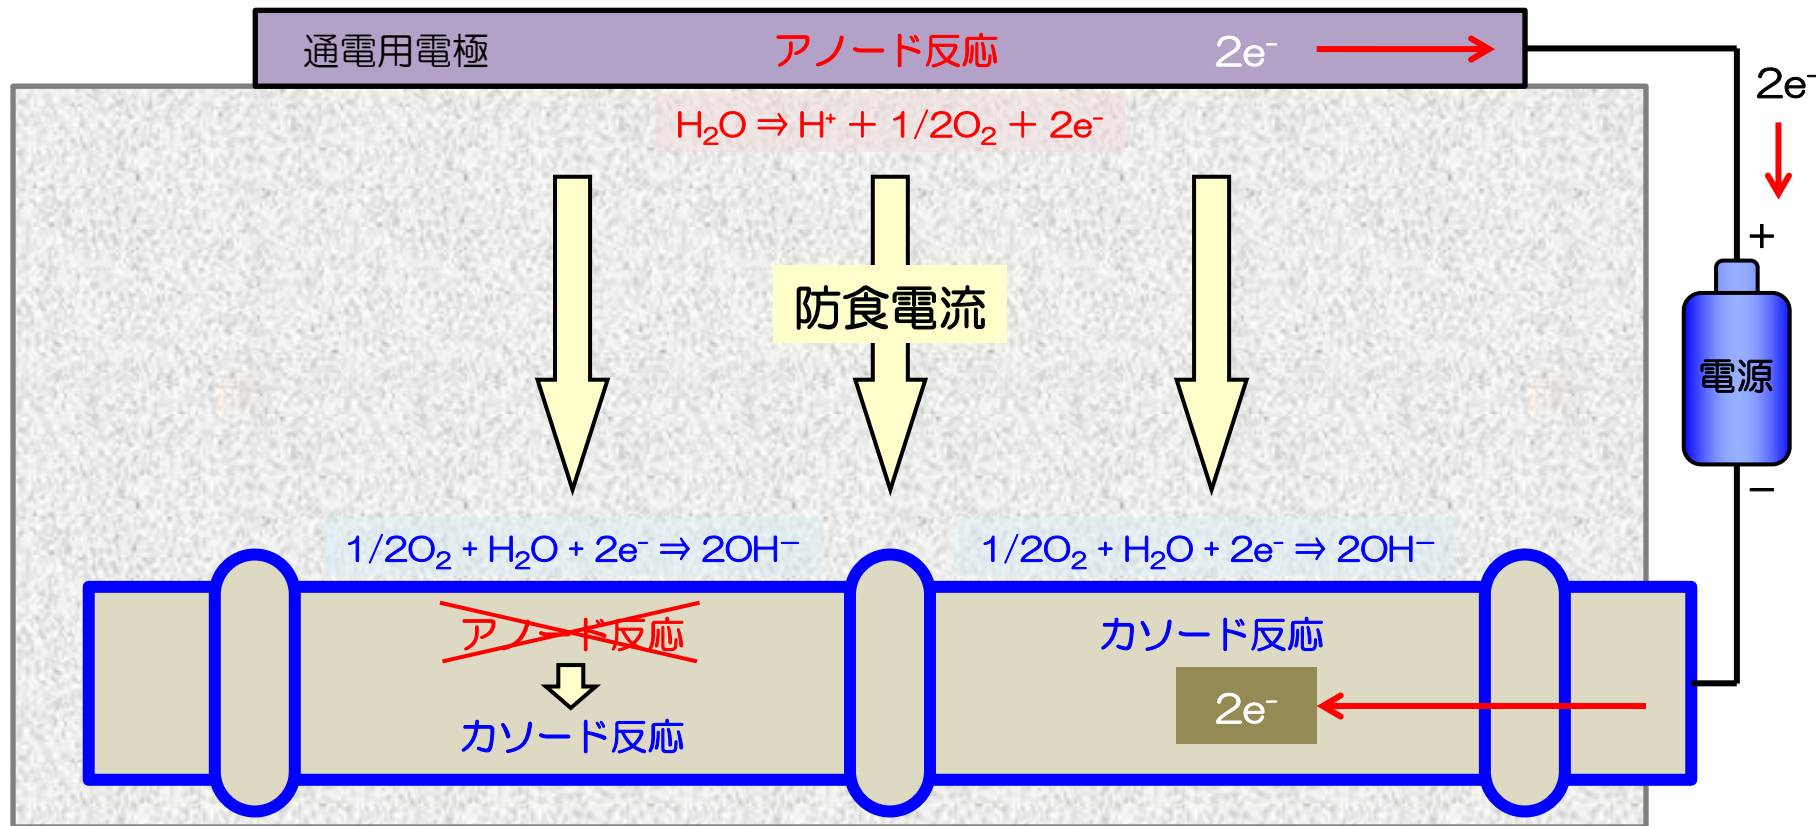 通電用電極
アノード反応
2e⁻
2e⁻
H₂O ⇒ H⁺ + 1/2O₂ + 2e⁻
+
防食電流
電源
−
1/2O₂ + H₂O + 2e⁻ ⇒ 2OH⁻
1/2O₂ + H₂O + 2e⁻ ⇒ 2OH⁻
アノード反応
カソード反応
カソード反応
2e⁻